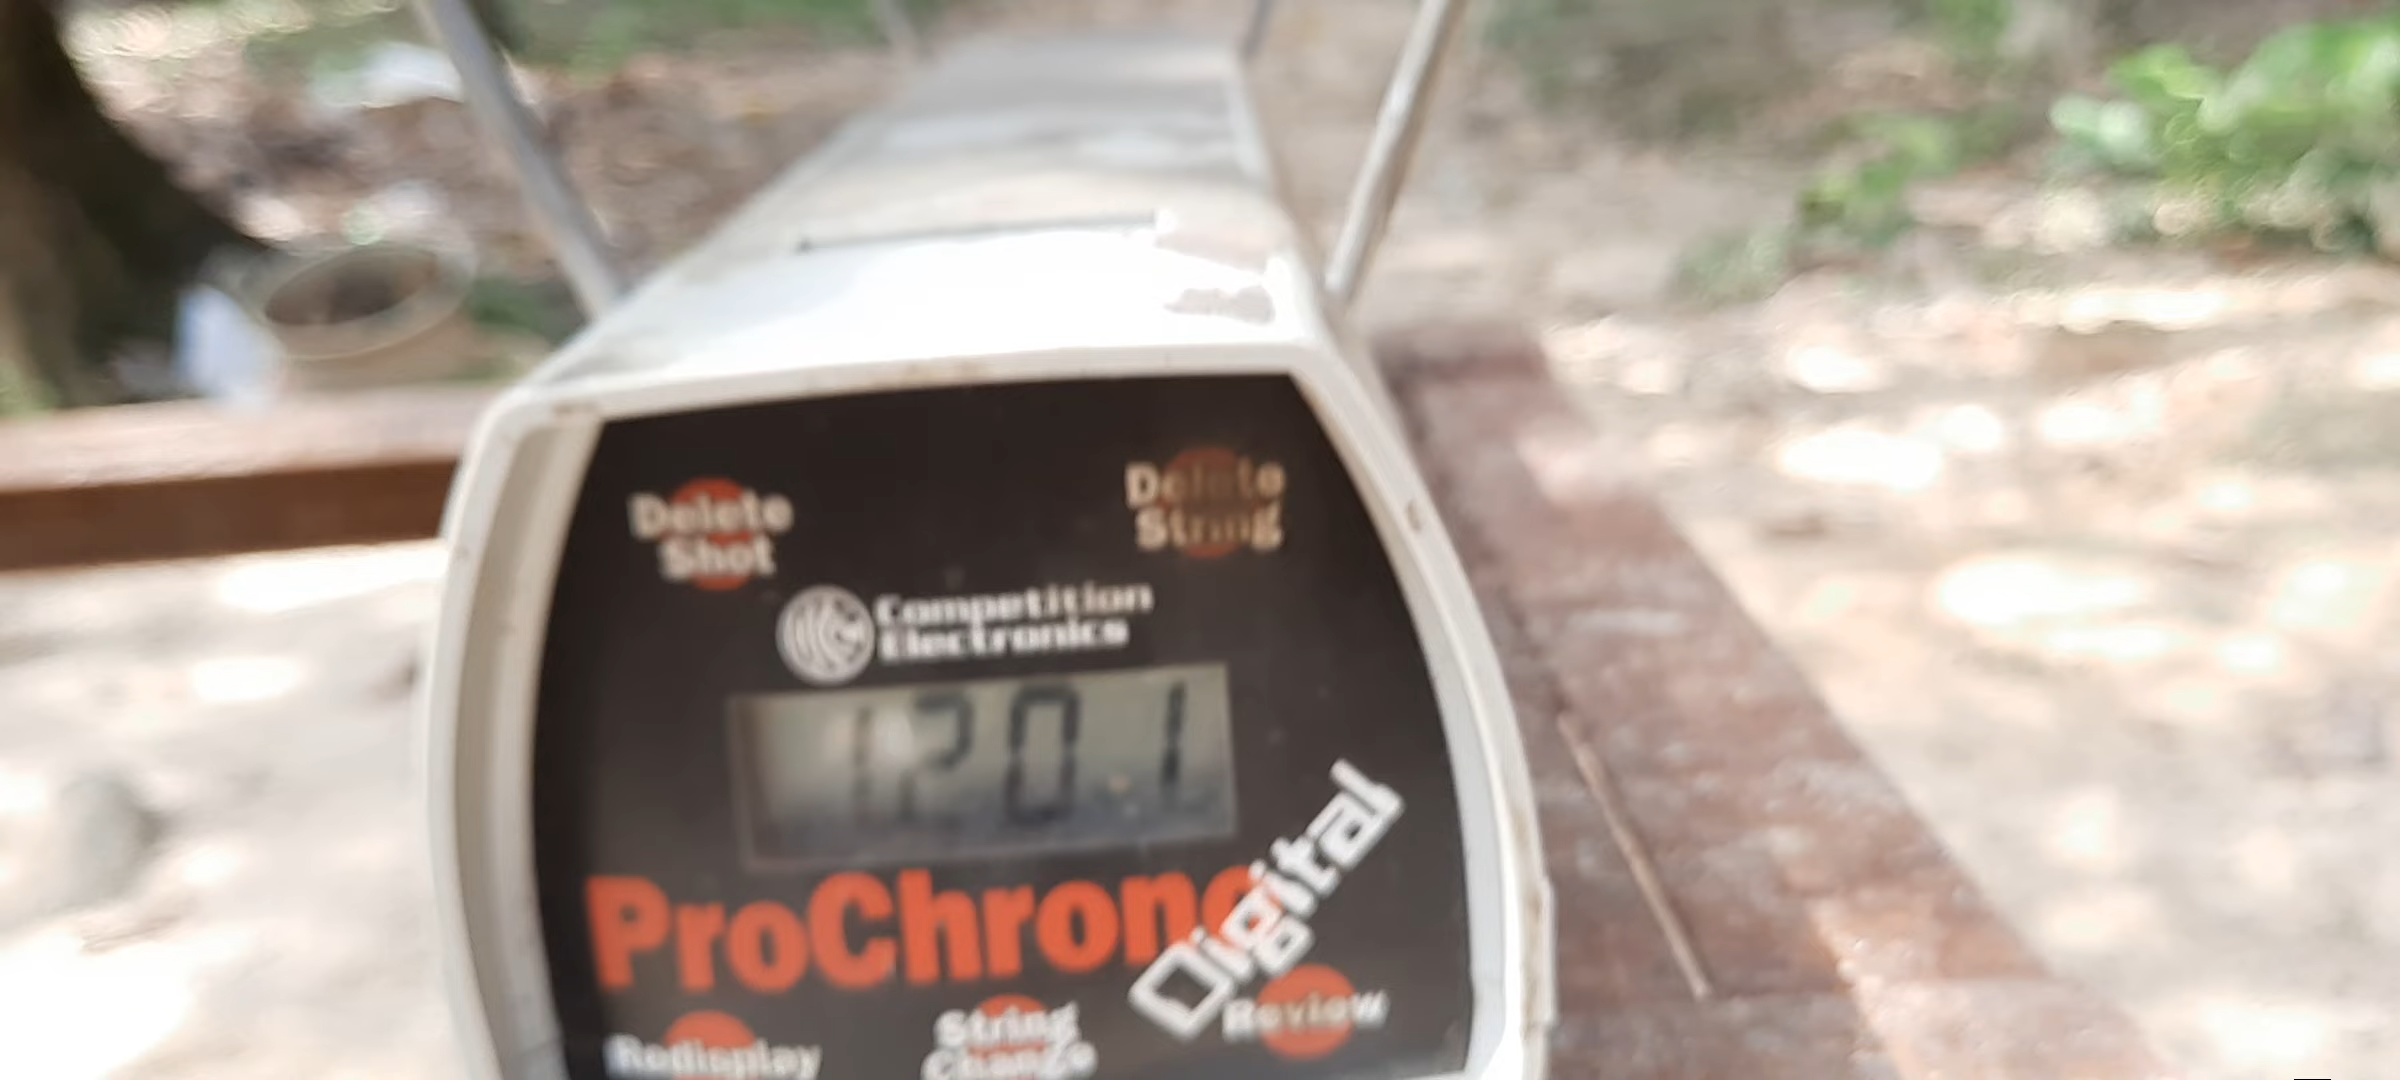 Delete
Shot
Delete
String
Competition
Electronics
1201
ProChrono
Digital
Redisplay
String
Change
Review